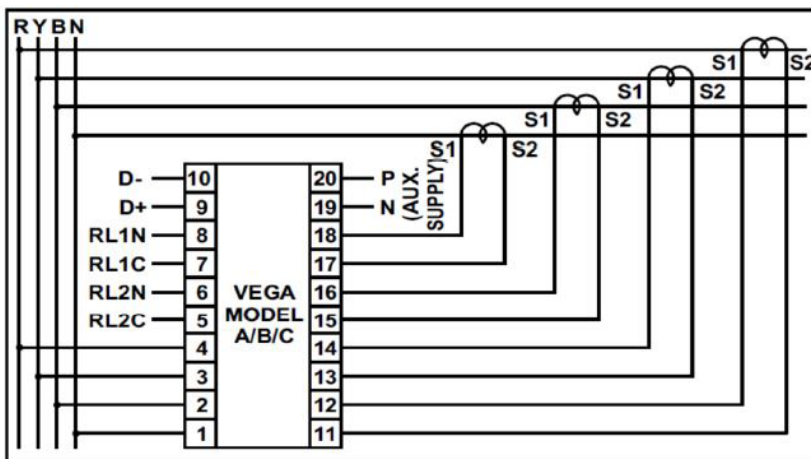 R Y B N
S1 S2
S1 S2
S1 S2
S1 S2
D- 10 20 P
D+ 9 19 N
(AUX. SUPPLY)
RL1N 8 18
RL1C 7 17
RL2N 6 16
RL2C 5 15
VEGA
MODEL
A/B/C
4 14
3 13
2 12
1 11